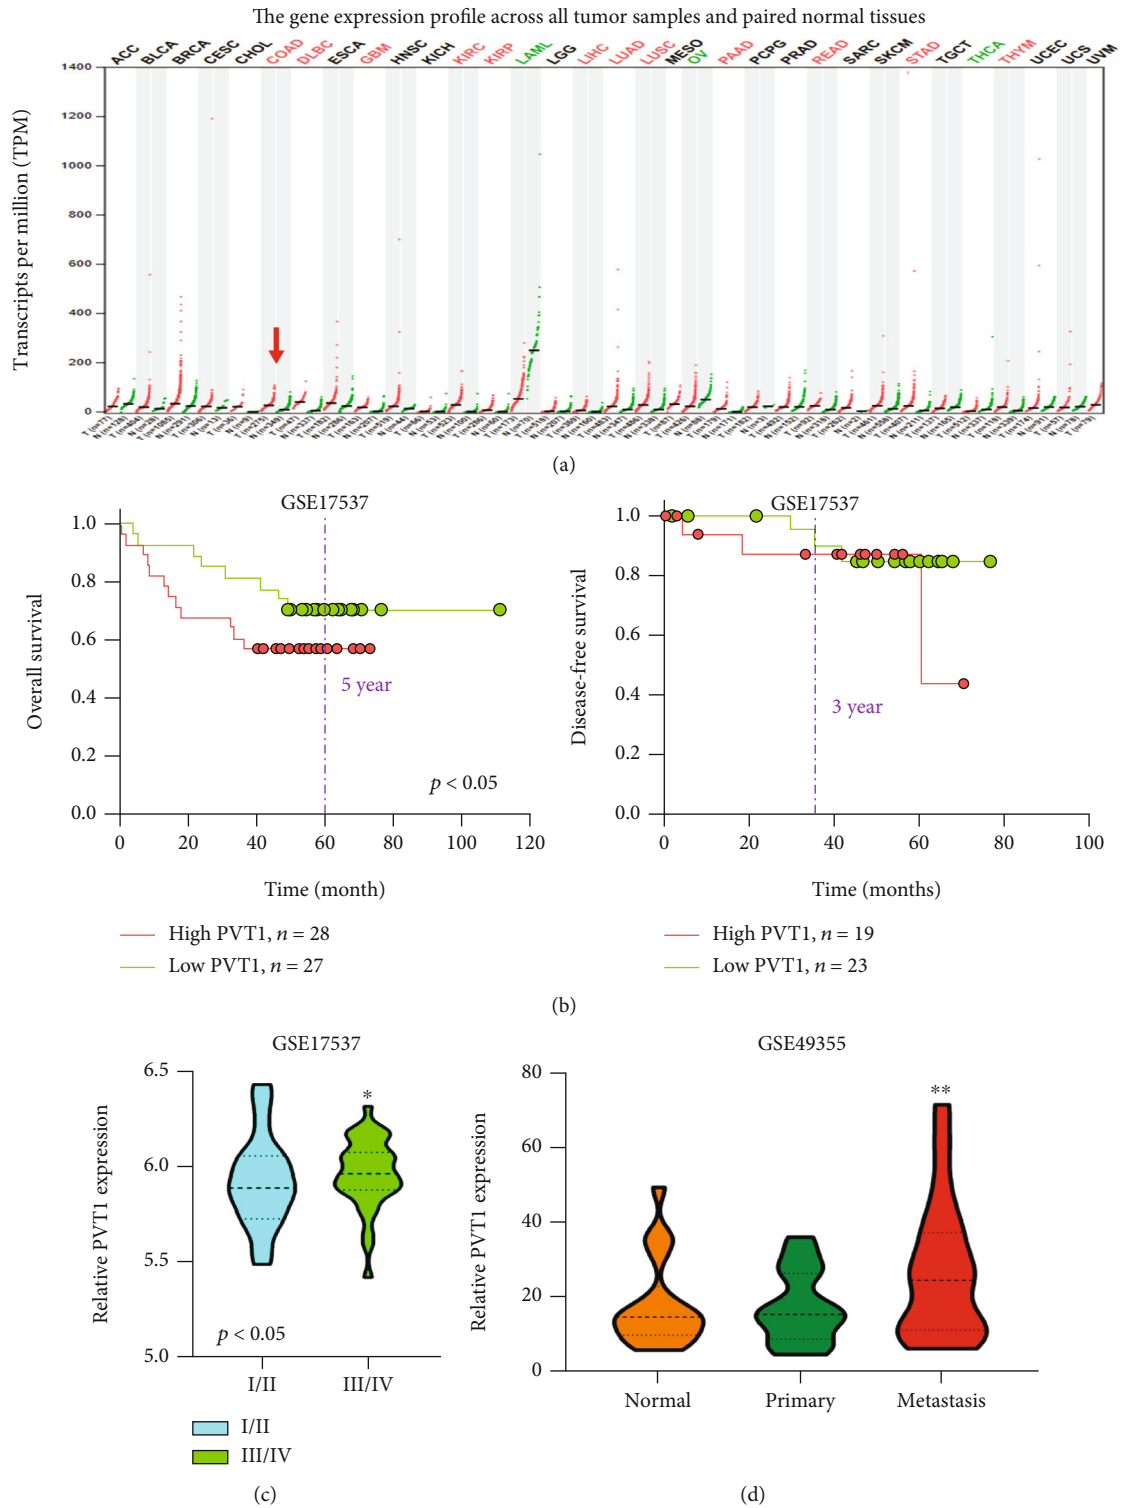 The gene expression profile across all tumor samples and paired normal tissues
ACC BLCA BRCA CESC CHOL COAD DLBC ESCA GBM HNSC KICH KIRC KIRP LAML LGG LIHC LUAD LUSC MESO OV PAAD PCPG PRAD READ SARC SKCM STAD TGCT THCA THYM UCEC UCS UVM
Transcripts per million (TPM)
1400
1200
1000
800
600
400
200
0
(a)
GSE17537
Overall survival
1.0
0.8
0.6
0.4
0.2
0.0
5 year
p < 0.05
0 20 40 60 80 100 120
Time (month)
High PVT1, n = 28
Low PVT1, n = 27
GSE17537
Disease-free survival
1.0
0.8
0.6
0.4
0.2
0.0
3 year
0 20 40 60 80 100
Time (months)
High PVT1, n = 19
Low PVT1, n = 23
(b)
GSE17537
Relative PVT1 expression
6.5
6.0
5.5
5.0
*
p < 0.05
I/II III/IV
I/II
III/IV
(c)
GSE49355
Relative PVT1 expression
80
60
40
20
0
**
Normal Primary Metastasis
(d)